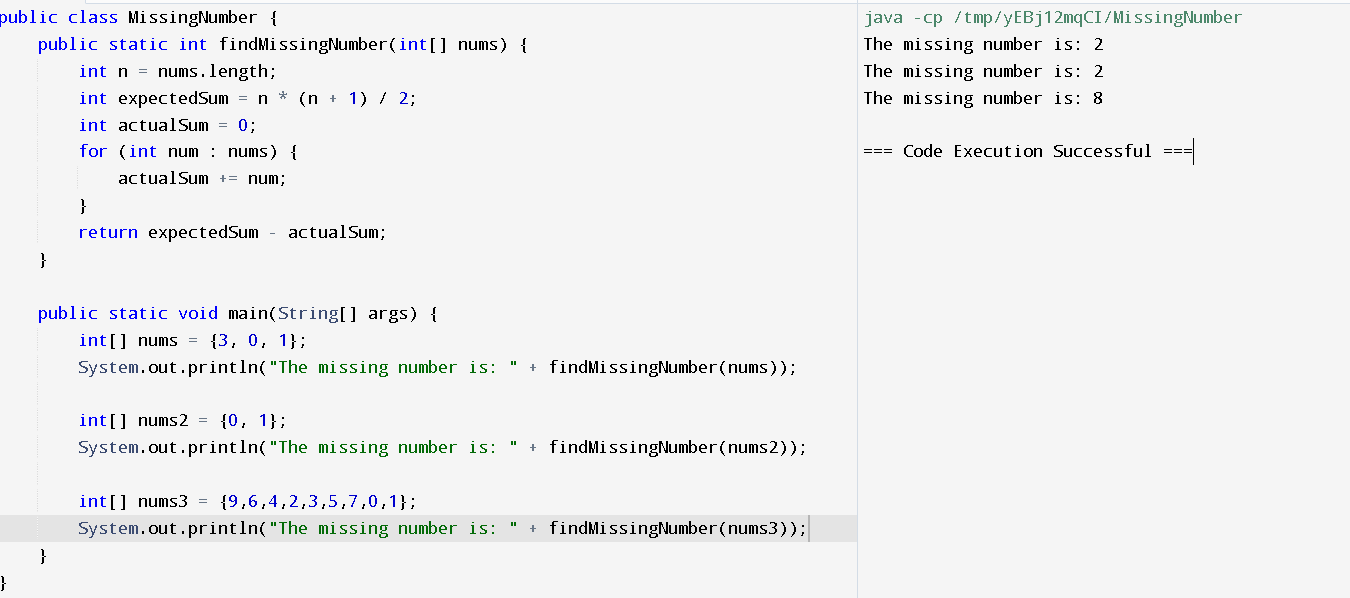 public class MissingNumber {
    public static int findMissingNumber(int[] nums) {
        int n = nums.length;
        int expectedSum = n * (n + 1) / 2;
        int actualSum = 0;
        for (int num : nums) {
            actualSum += num;
        }
        return expectedSum - actualSum;
    }
    public static void main(String[] args) {
        int[] nums = {3, 0, 1};
        System.out.println("The missing number is: " + findMissingNumber(nums));
        int[] nums2 = {0, 1};
        System.out.println("The missing number is: " + findMissingNumber(nums2));
        int[] nums3 = {9,6,4,2,3,5,7,0,1};
        System.out.println("The missing number is: " + findMissingNumber(nums3));
    }
}
java -cp /tmp/yEBj12mqCI/MissingNumber
The missing number is: 2
The missing number is: 2
The missing number is: 8
=== Code Execution Successful ===